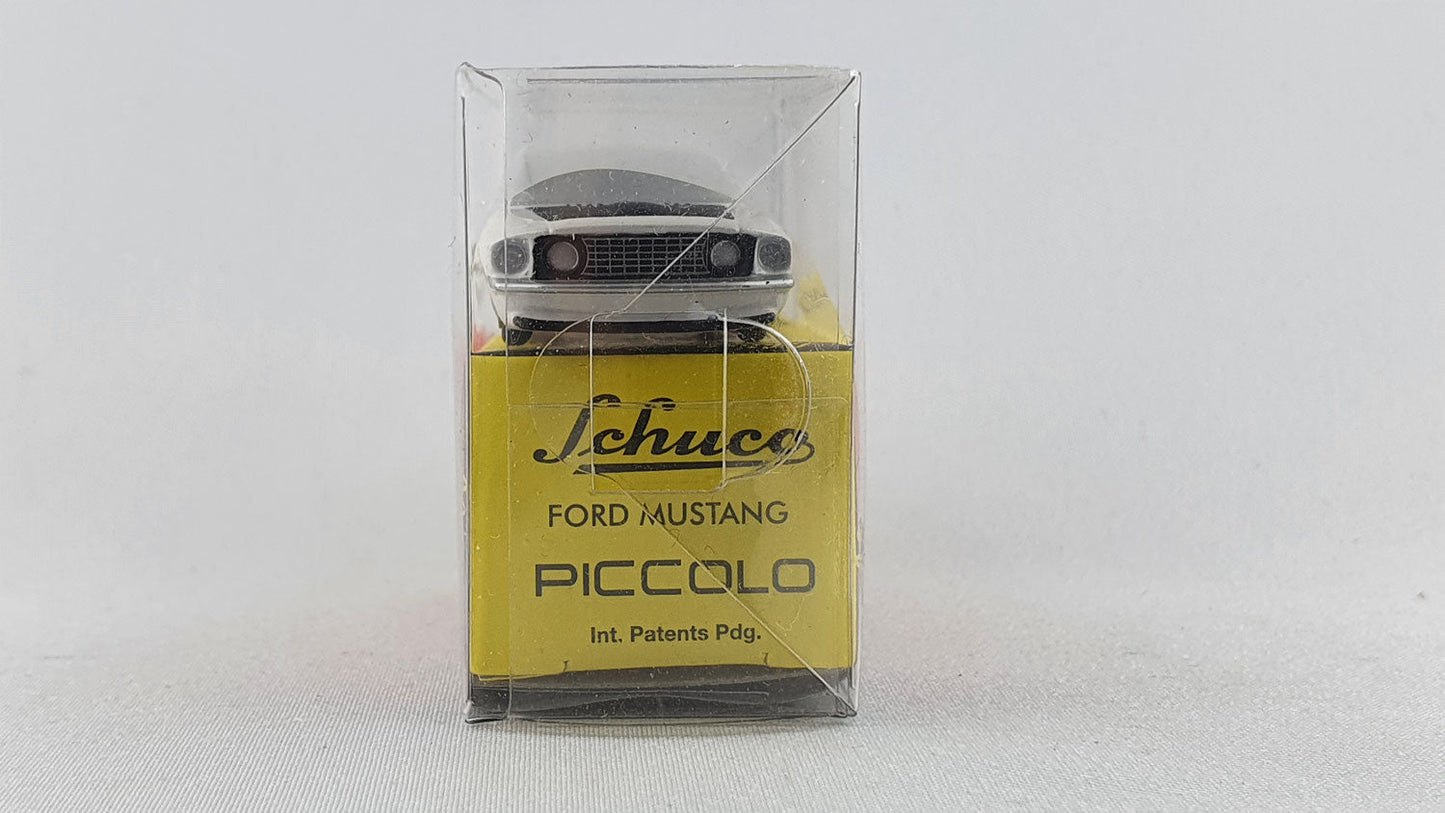 Schuco
FORD MUSTANG
PICCOLO
Int. Patents Pdg.